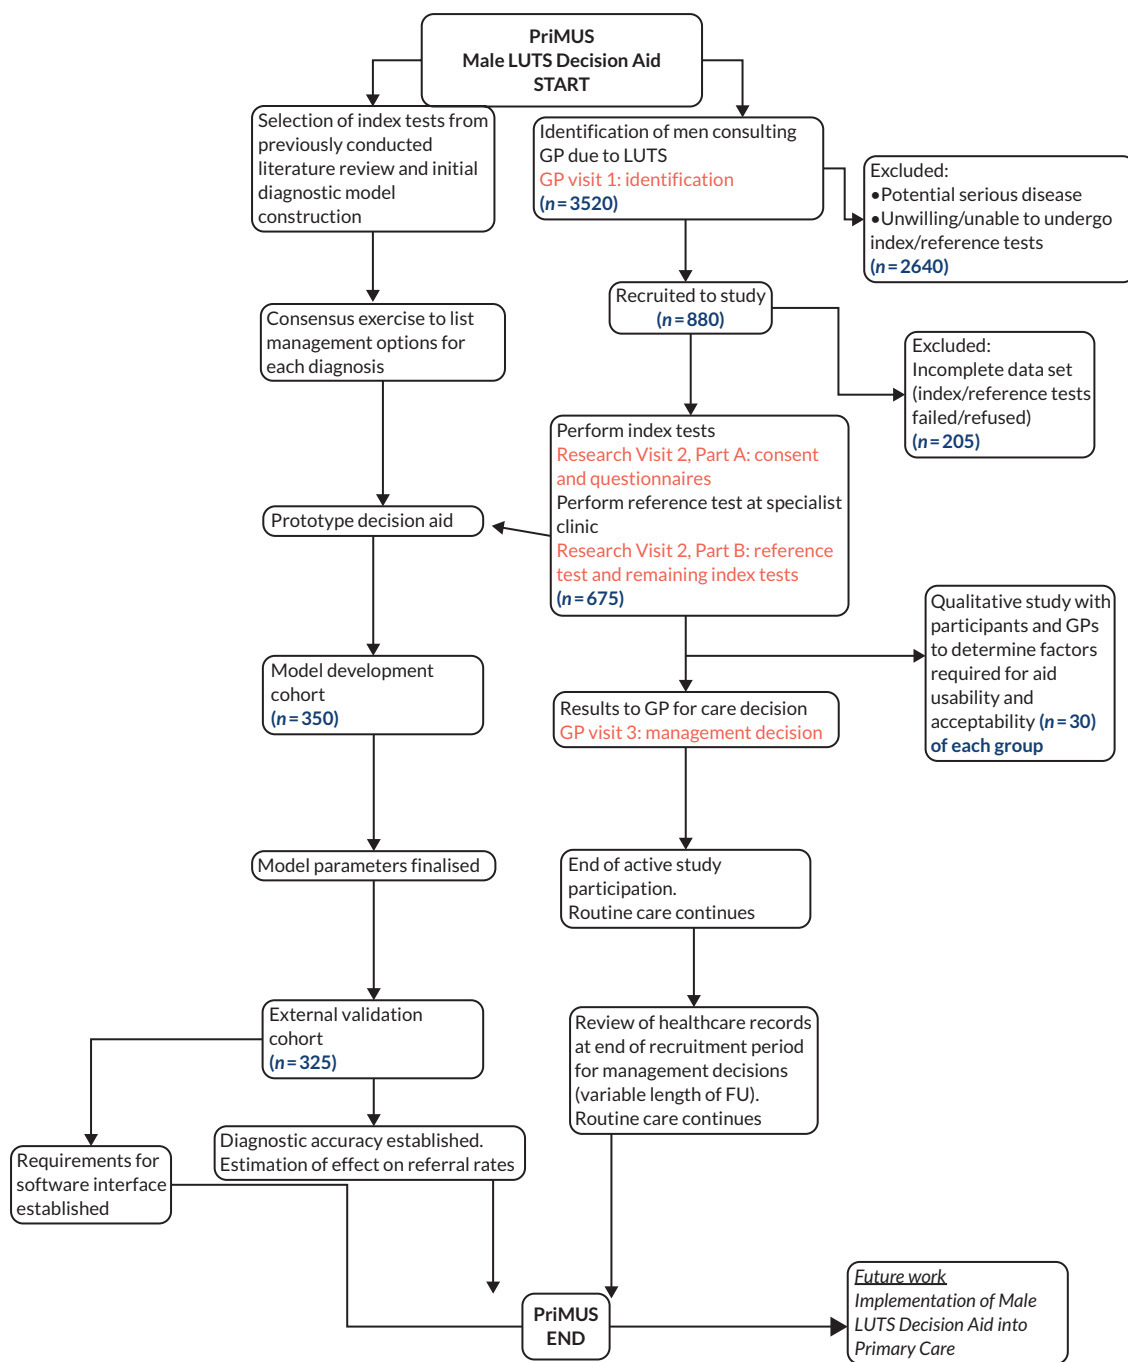 PriMUS
Male LUTS Decision Aid
START
Selection of index tests from
previously conducted
literature review and initial
diagnostic model
construction
Identification of men consulting
GP due to LUTS
GP visit 1: identification
(n = 3520)
Excluded:
•Potential serious disease
•Unwilling/unable to undergo
index/reference tests
(n = 2640)
Recruited to study
(n = 880)
Consensus exercise to list
management options for
each diagnosis
Excluded:
Incomplete data set
(index/reference tests
failed/refused)
(n = 205)
Perform index tests
Research Visit 2, Part A: consent
and questionnaires
Perform reference test at specialist
clinic
Research Visit 2, Part B: reference
test and remaining index tests
(n = 675)
Prototype decision aid
Qualitative study with
participants and GPs
to determine factors
required for aid
usability and
acceptability (n = 30)
of each group
Model development
cohort
(n = 350)
Results to GP for care decision
GP visit 3: management decision
Model parameters finalised
End of active study
participation.
Routine care continues
External validation
cohort
(n = 325)
Review of healthcare records
at end of recruitment period
for management decisions
(variable length of FU).
Routine care continues
Diagnostic accuracy established.
Estimation of effect on referral rates
Requirements for
software interface
established
PriMUS
END
Future work
Implementation of Male
LUTS Decision Aid into
Primary Care